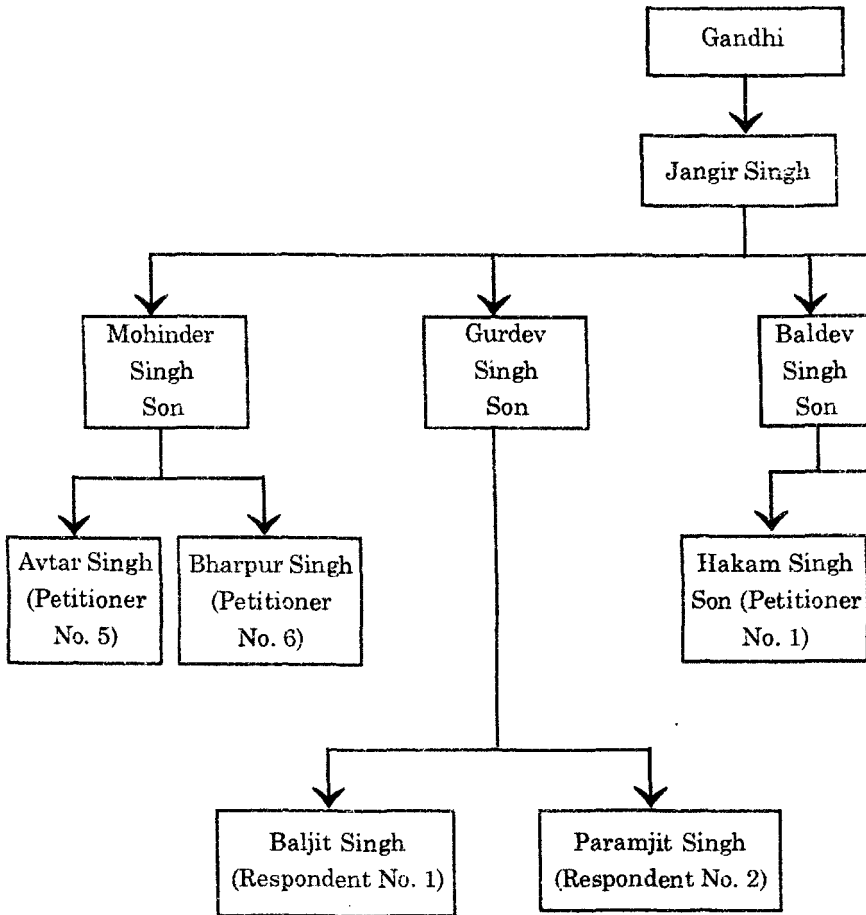 Gandhi
Jangir Singh
Mohinder
Singh
Son
Gurdev
Singh
Son
Baldev
Singh
Son
Avtar Singh
(Petitioner
No. 5)
Bharpur Singh
(Petitioner
No. 6)
Hakam Singh
Son (Petitioner
No. 1)
Baljit Singh
(Respondent No. 1)
Paramjit Singh
(Respondent No. 2)